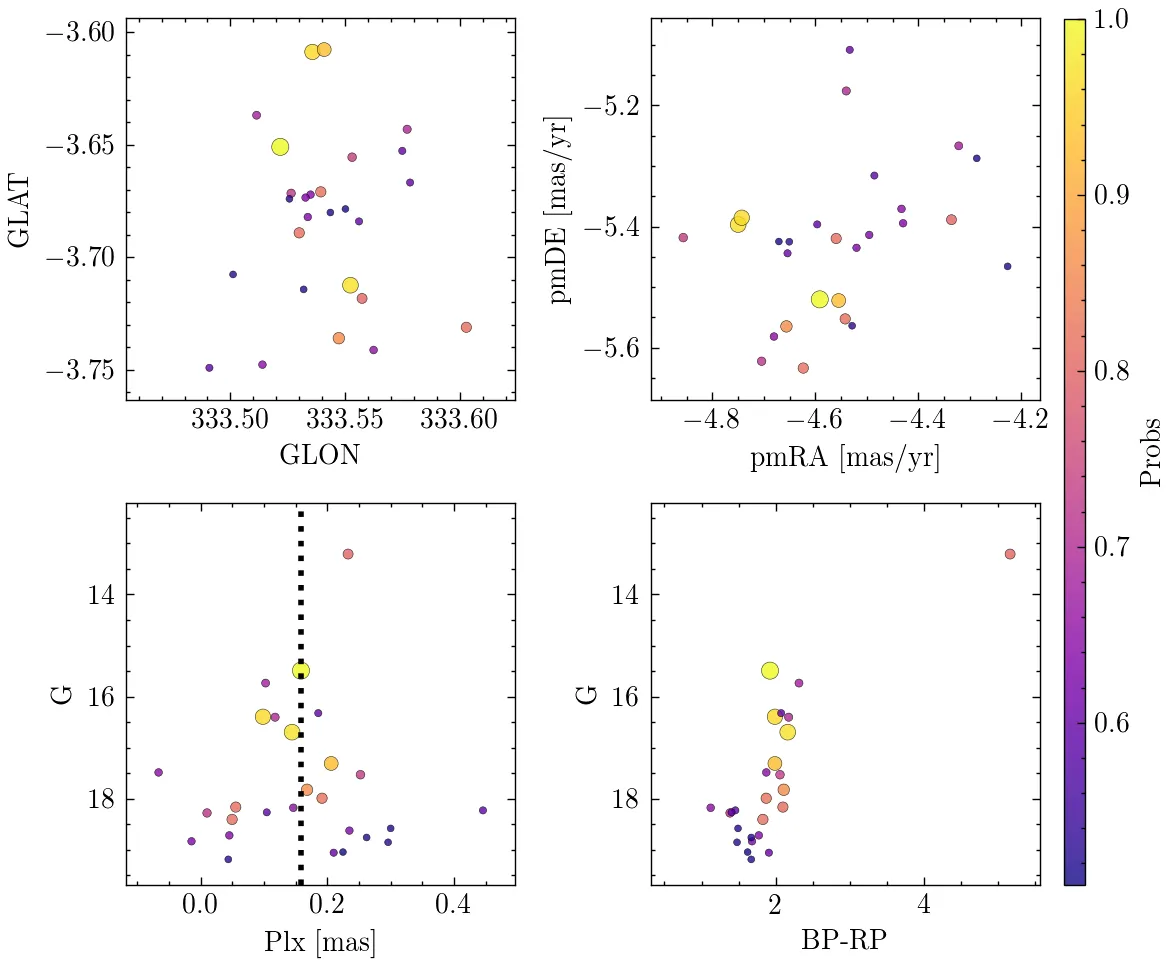 −3.60
−3.65
−3.70
−3.75
GLAT
333.50 333.55 333.60
GLON
−5.2
−5.4
−5.6
pmDE [mas/yr]
−4.8 −4.6 −4.4 −4.2
pmRA [mas/yr]
14
16
18
G
0.0 0.2 0.4
Plx [mas]
14
16
18
G
2 4
BP-RP
1.0
0.9
0.8
0.7
0.6
Probs